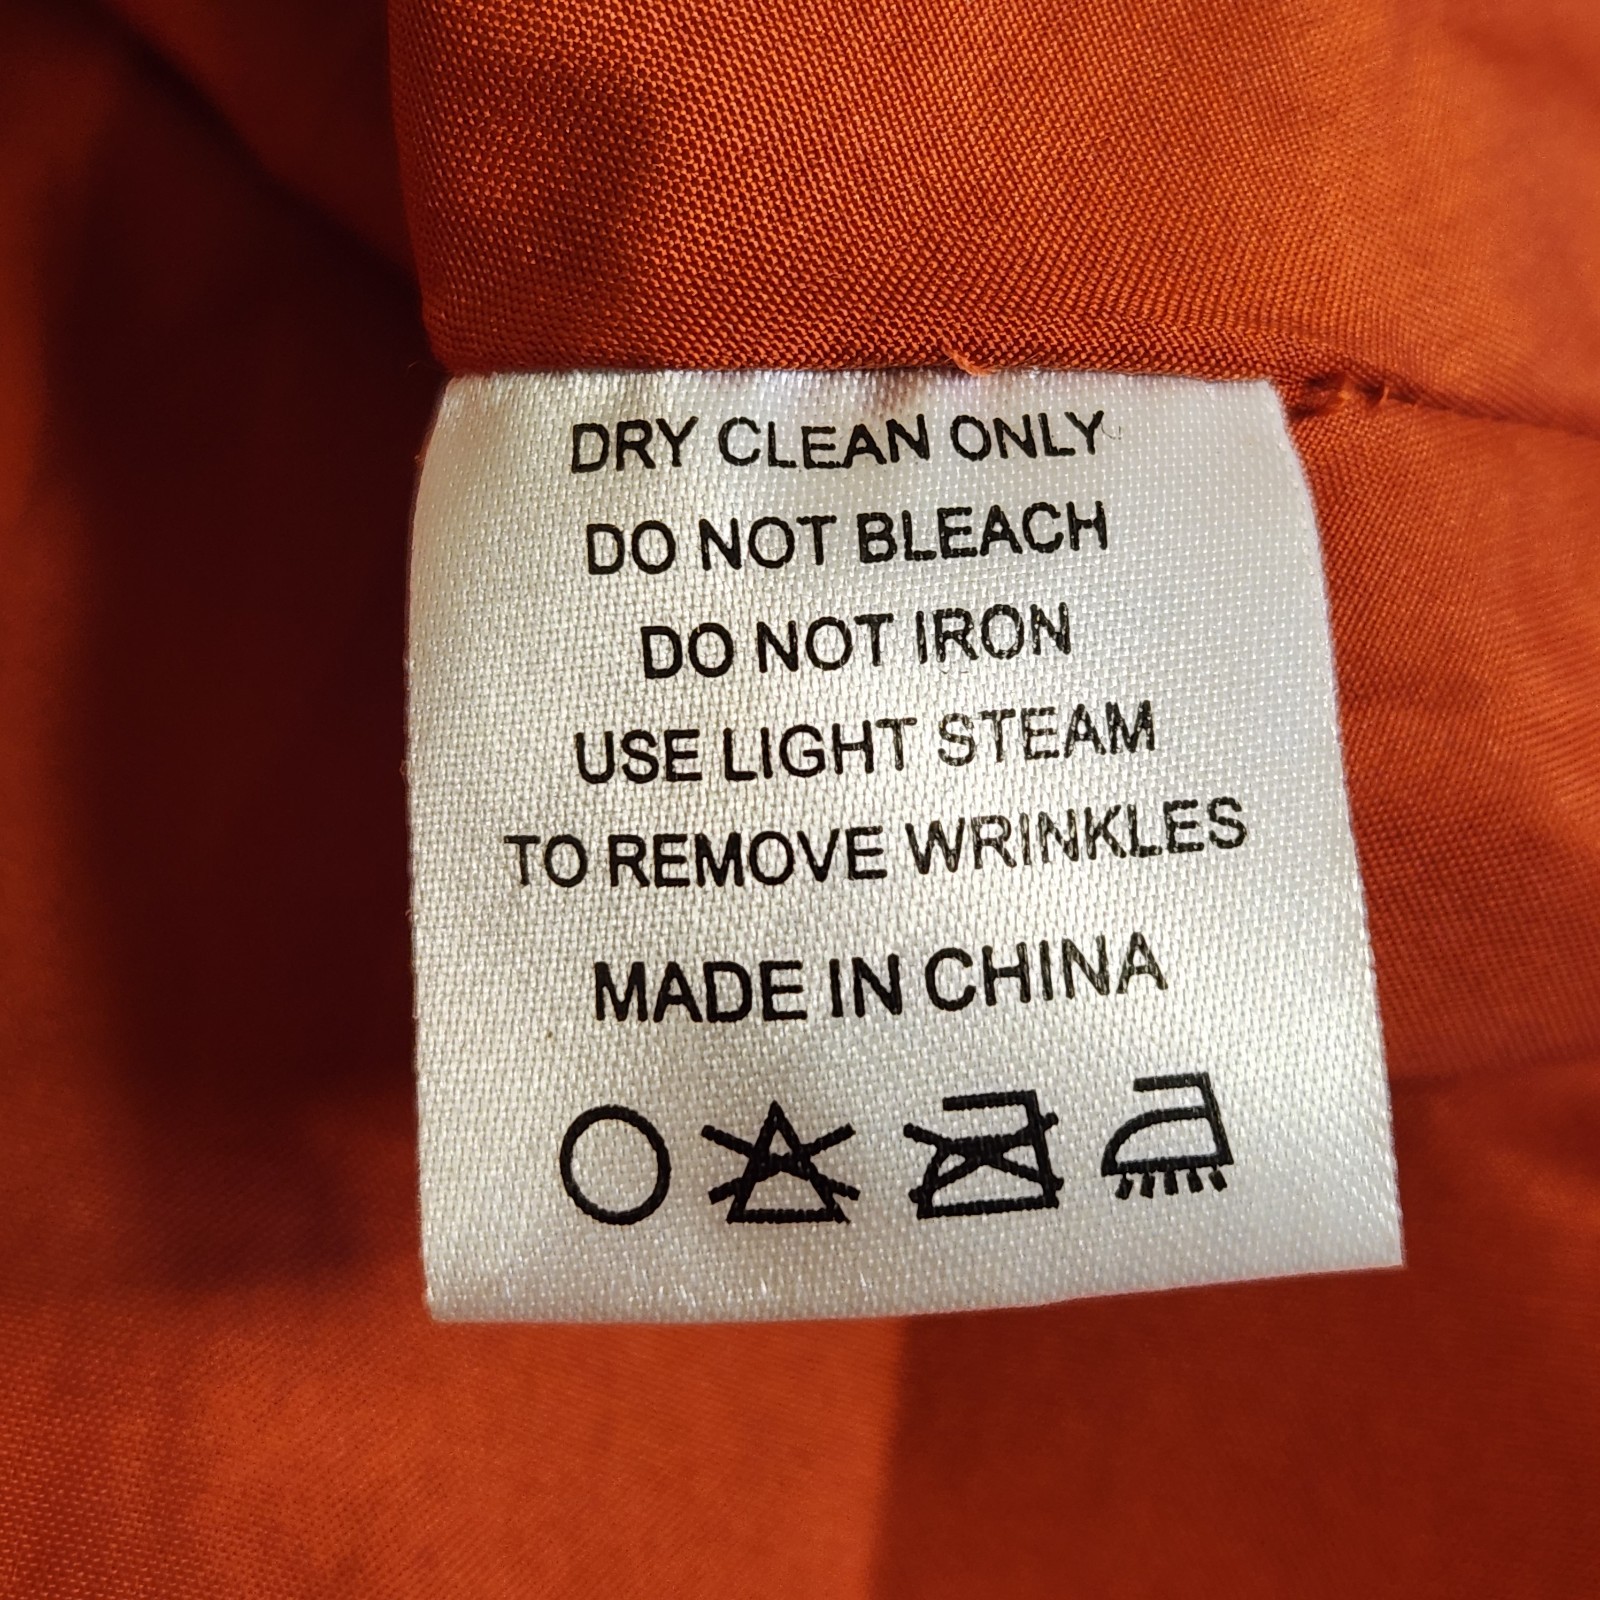 DRY CLEAN ONLY
DO NOT BLEACH
DO NOT IRON
USE LIGHT STEAM
TO REMOVE WRINKLES
MADE IN CHINA